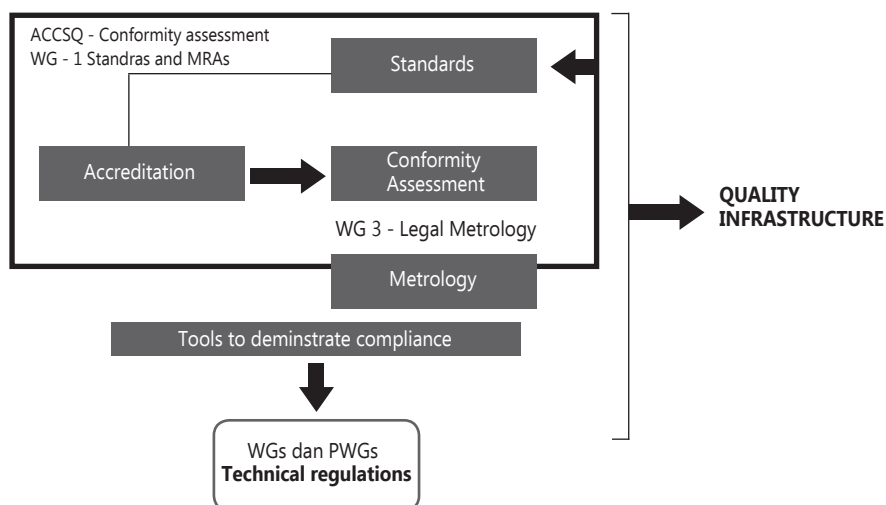 ACCSQ - Conformity assessment
WG - 1 Standras and MRAs
Standards
Accreditation
Conformity
Assessment
WG 3 - Legal Metrology
Metrology
Tools to deminstrate compliance
WGs dan PWGs
Technical regulations
QUALITY
INFRASTRUCTURE